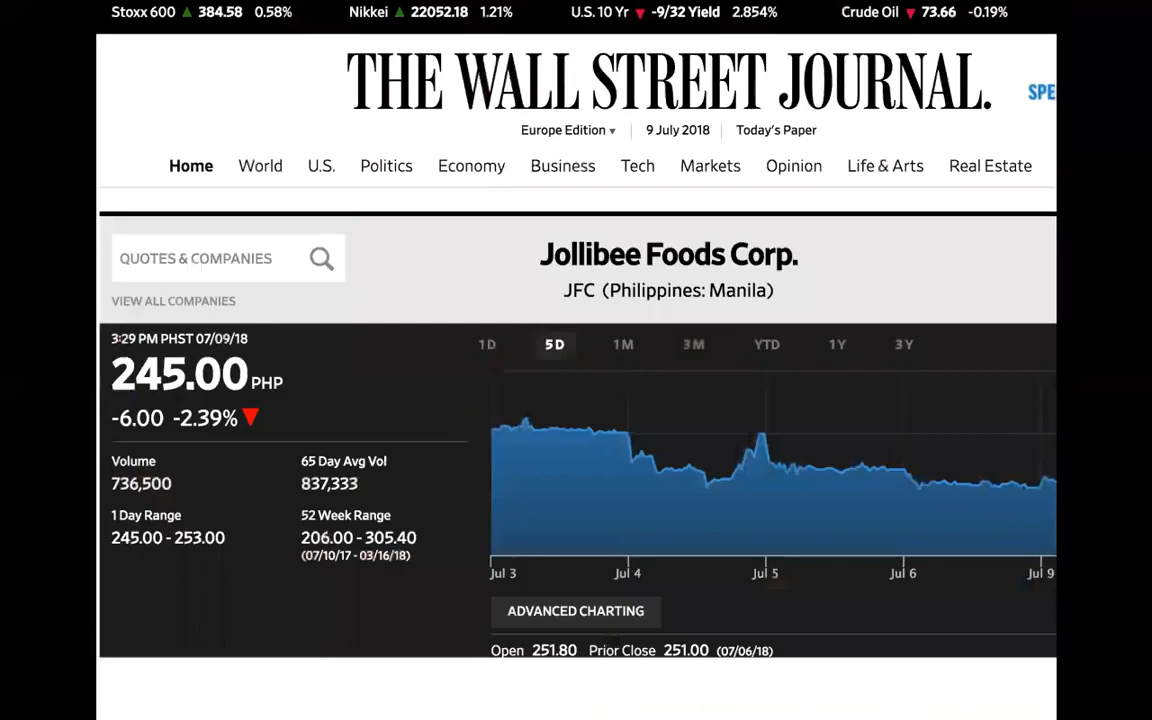 Stoxx 600 ▲ 384.58 0.58% Nikkei ▲ 22052.18 1.21% U.S. 10 Yr ▼ -9/32 Yield 2.854% Crude Oil ▼ 73.66 -0.19%
THE WALL STREET JOURNAL.
SPE
Europe Edition ▾ 9 July 2018 Today's Paper
Home World U.S. Politics Economy Business Tech Markets Opinion Life & Arts Real Estate
QUOTES & COMPANIES
VIEW ALL COMPANIES
Jollibee Foods Corp.
JFC (Philippines: Manila)
3:29 PM PHST 07/09/18
245.00 PHP
-6.00 -2.39% ▼
Volume 65 Day Avg Vol
736,500 837,333
1 Day Range 52 Week Range
245.00 - 253.00 206.00 - 305.40
(07/10/17 - 03/16/18)
1D 5D 1M 3M YTD 1Y 3Y
Jul 3 Jul 4 Jul 5 Jul 6 Jul 9
ADVANCED CHARTING
Open 251.80 Prior Close 251.00 (07/06/18)